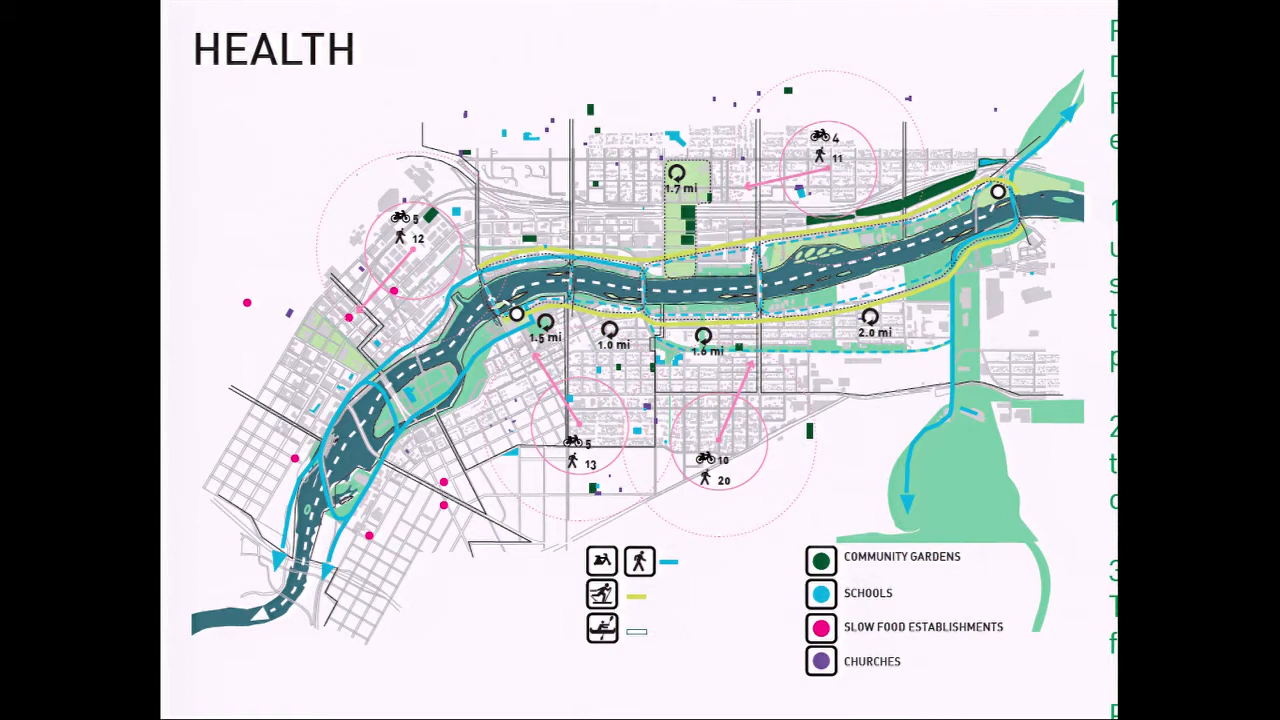 HEALTH
4
11
1.7 mi
5
12
1.5 mi
1.0 mi
1.6 mi
2.0 mi
5
13
10
20
COMMUNITY GARDENS
SCHOOLS
SLOW FOOD ESTABLISHMENTS
CHURCHES